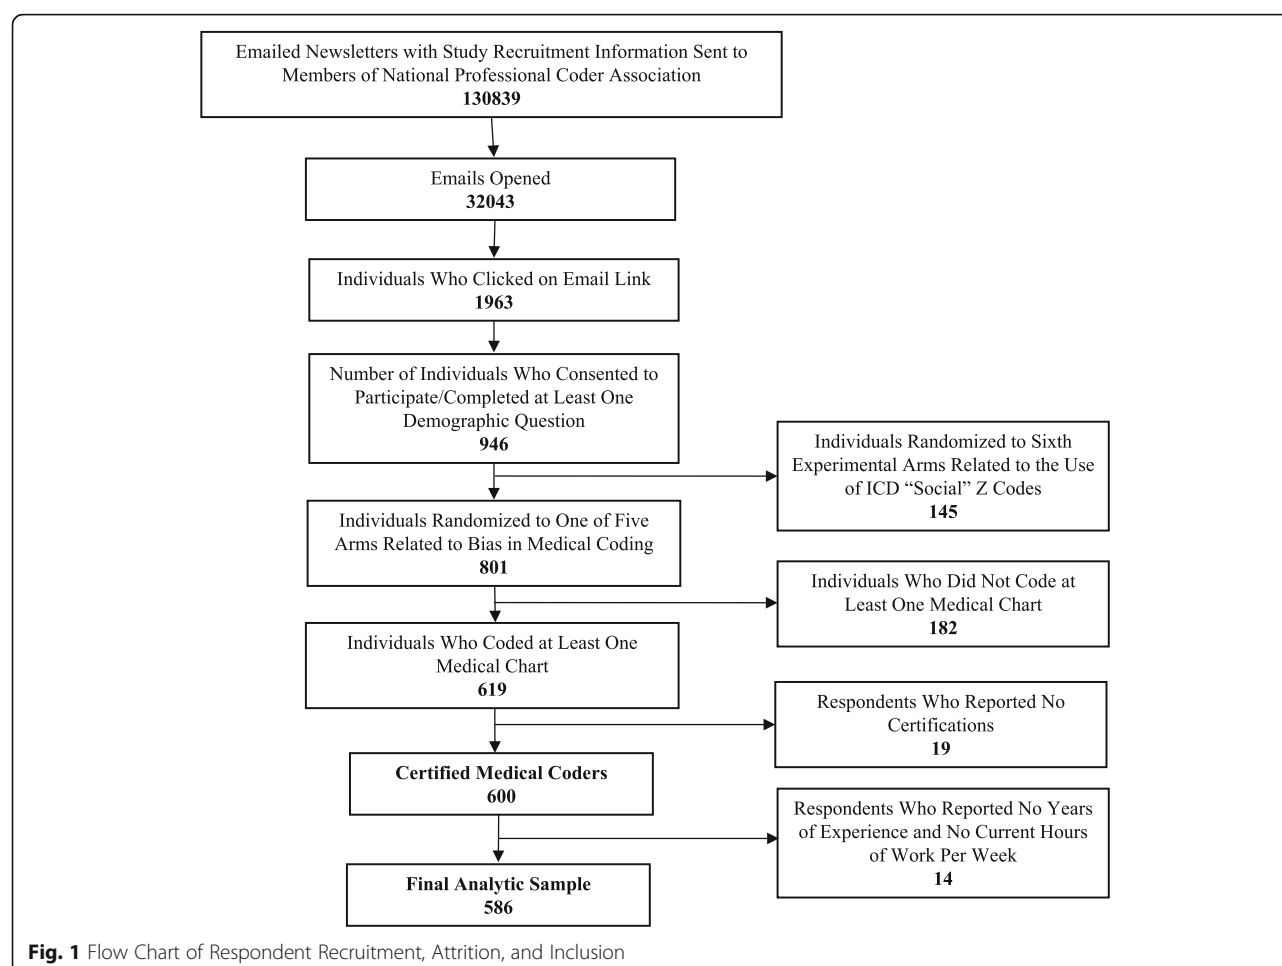 Emailed Newsletters with Study Recruitment Information Sent to
Members of National Professional Coder Association
130839
Emails Opened
32043
Individuals Who Clicked on Email Link
1963
Number of Individuals Who Consented to
Participate/Completed at Least One
Demographic Question
946
Individuals Randomized to Sixth
Experimental Arms Related to the Use
of ICD “Social” Z Codes
145
Individuals Randomized to One of Five
Arms Related to Bias in Medical Coding
801
Individuals Who Did Not Code at
Least One Medical Chart
182
Individuals Who Coded at Least One
Medical Chart
619
Respondents Who Reported No
Certifications
19
Certified Medical Coders
600
Respondents Who Reported No Years
of Experience and No Current Hours
of Work Per Week
14
Final Analytic Sample
586
Fig. 1 Flow Chart of Respondent Recruitment, Attrition, and Inclusion